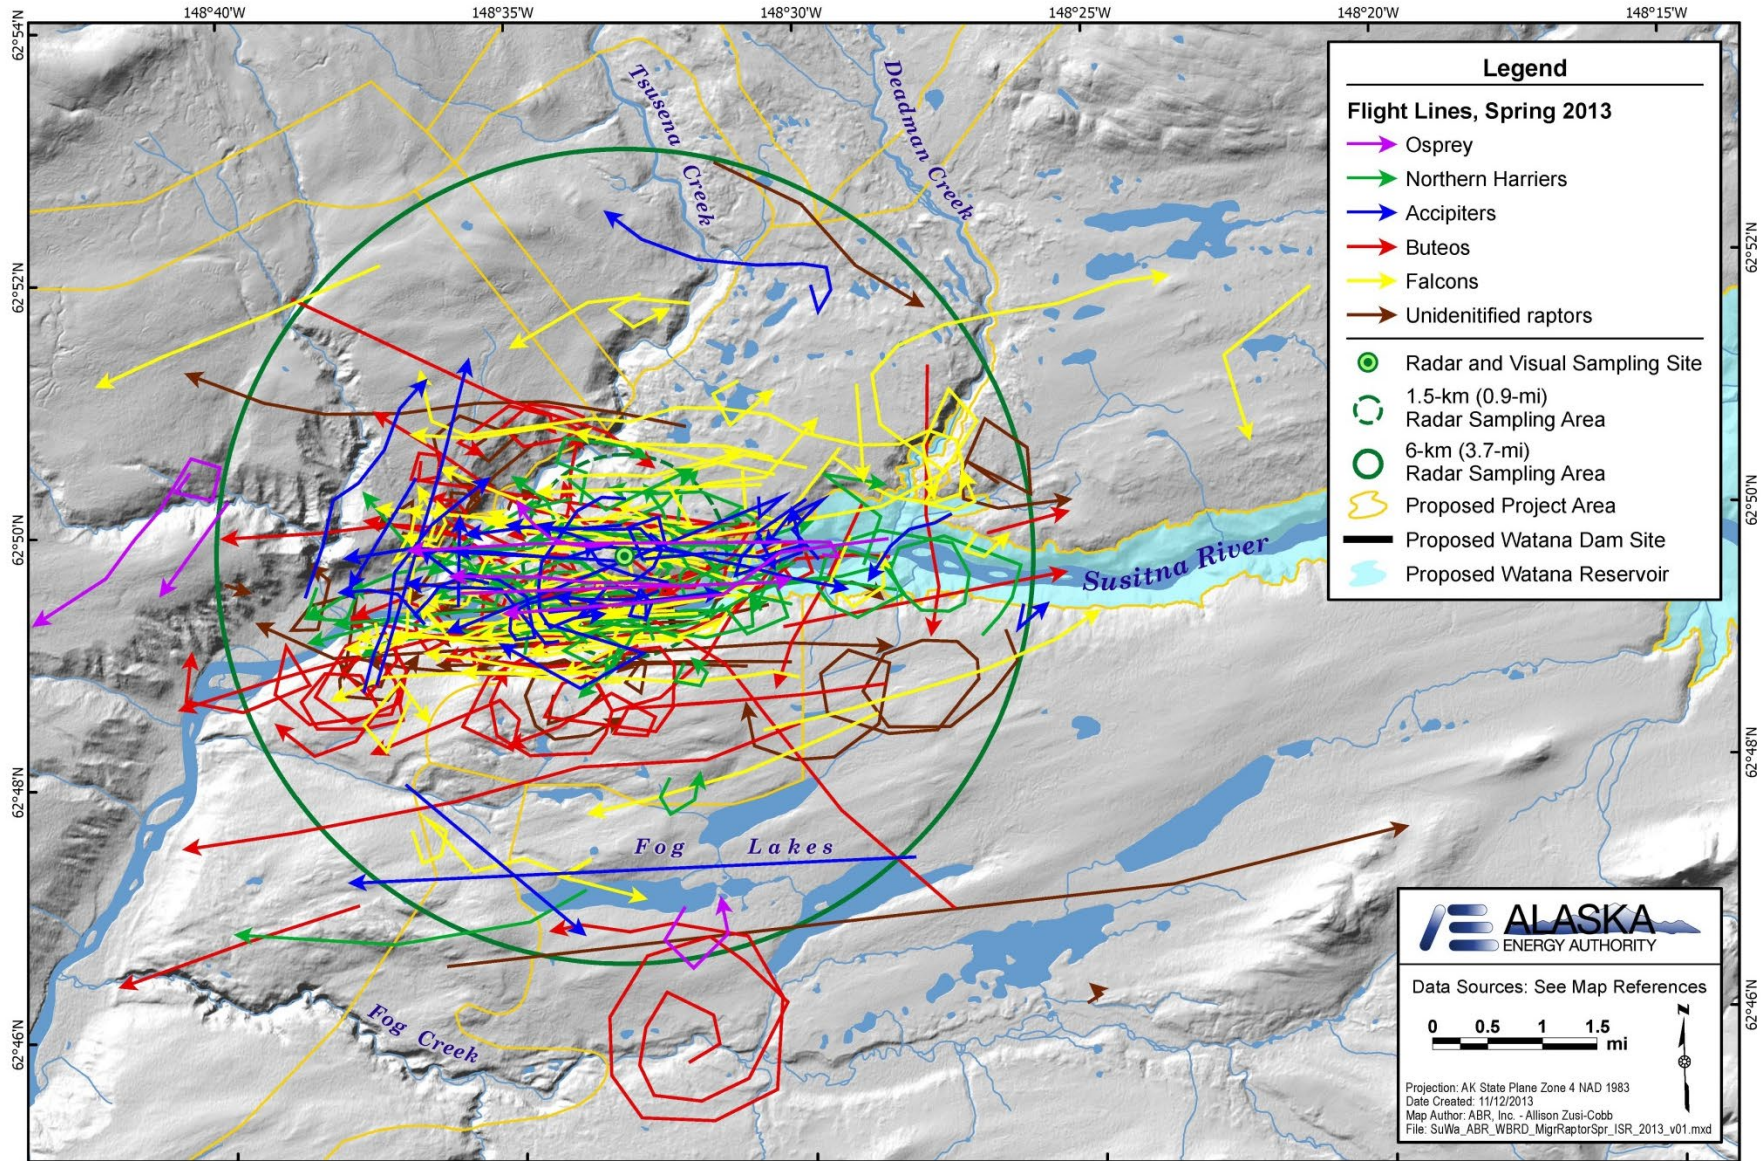 148°40'W
148°35'W
148°30'W
148°25'W
148°20'W
148°15'W
62°54'N
62°52'N
62°50'N
62°48'N
62°46'N
62°52'N
62°50'N
62°48'N
62°46'N
Tsusena Creek
Deadman Creek
Susitna River
Fog Lakes
Fog Creek
Legend
Flight Lines, Spring 2013
Osprey
Northern Harriers
Accipiters
Buteos
Falcons
Unidenitified raptors
Radar and Visual Sampling Site
1.5-km (0.9-mi)
Radar Sampling Area
6-km (3.7-mi)
Radar Sampling Area
Proposed Project Area
Proposed Watana Dam Site
Proposed Watana Reservoir
ALASKA
ENERGY AUTHORITY
Data Sources: See Map References
0 0.5 1 1.5
mi
N
Projection: AK State Plane Zone 4 NAD 1983
Date Created: 11/12/2013
Map Author: ABR, Inc. - Allison Zusi-Cobb
File: SuWa_ABR_WBRD_MigrRaptorSpr_ISR_2013_v01.mxd